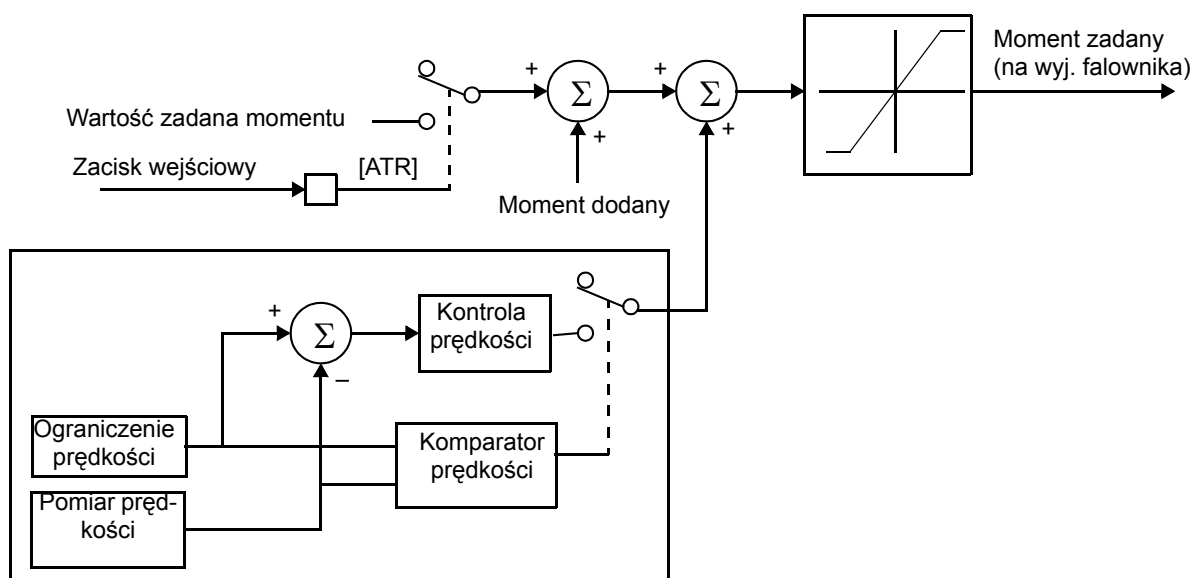 Moment zadany
(na wyj. falownika)
+
Σ
+
Σ
+
+
Wartość zadana momentu
Zacisk wejściowy
[ATR]
Moment dodany
+
Σ
−
Kontrola
prędkości
Ograniczenie
prędkości
Komparator
prędkości
Pomiar pręd-
kości